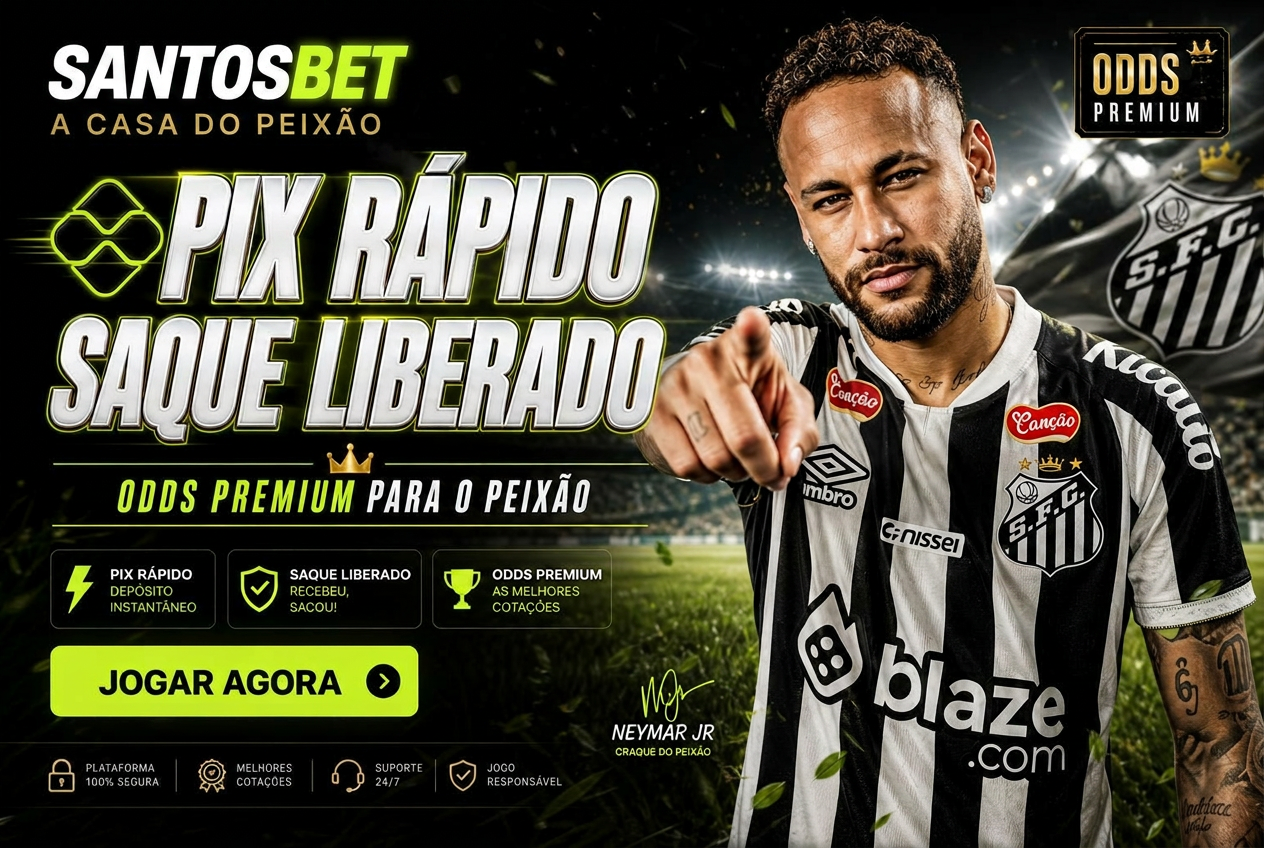 SANTOSBET
A CASA DO PEIXÃO
ODDS
PREMIUM
PIX RÁPIDO
SAQUE LIBERADO
ODDS PREMIUM PARA O PEIXÃO
PIX RÁPIDO
DEPÓSITO
INSTANTÂNEO
SAQUE LIBERADO
RECEBEU,
SACOU!
ODDS PREMIUM
AS MELHORES
COTAÇÕES
JOGAR AGORA
PLATAFORMA
100% SEGURA
MELHORES
COTAÇÕES
SUPORTE
24/7
JOGO
RESPONSÁVEL
NEYMAR JR
CRAQUE DO PEIXÃO
S.F.C.
Canção
Canção
Kicaldo
umbro
nissei
S.F.C.
blaze
.com